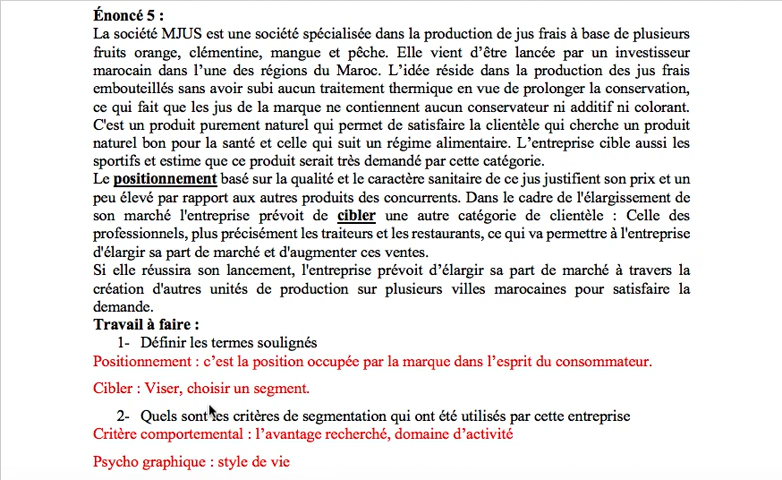 Énoncé 5 :
La société MJUS est une société spécialisée dans la production de jus frais à base de plusieurs
fruits orange, clémentine, mangue et pêche. Elle vient d’être lancée par un investisseur
marocain dans l’une des régions du Maroc. L’idée réside dans la production des jus frais
embouteillés sans avoir subi aucun traitement thermique en vue de prolonger la conservation,
ce qui fait que les jus de la marque ne contiennent aucun conservateur ni additif ni colorant.
C'est un produit purement naturel qui permet de satisfaire la clientèle qui cherche un produit
naturel bon pour la santé et celle qui suit un régime alimentaire. L’entreprise cible aussi les
sportifs et estime que ce produit serait très demandé par cette catégorie.
Le positionnement basé sur la qualité et le caractère sanitaire de ce jus justifient son prix et un
peu élevé par rapport aux autres produits des concurrents. Dans le cadre de l'élargissement de
son marché l'entreprise prévoit de cibler une autre catégorie de clientèle : Celle des
professionnels, plus précisément les traiteurs et les restaurants, ce qui va permettre à l'entreprise
d'élargir sa part de marché et d'augmenter ces ventes.
Si elle réussira son lancement, l'entreprise prévoit d’élargir sa part de marché à travers la
création d'autres unités de production sur plusieurs villes marocaines pour satisfaire la
demande.
Travail à faire :
1- Définir les termes soulignés
Positionnement : c’est la position occupée par la marque dans l’esprit du consommateur.
Cibler : Viser, choisir un segment.
2- Quels sont les critères de segmentation qui ont été utilisés par cette entreprise
Critère comportemental : l’avantage recherché, domaine d’activité
Psycho graphique : style de vie